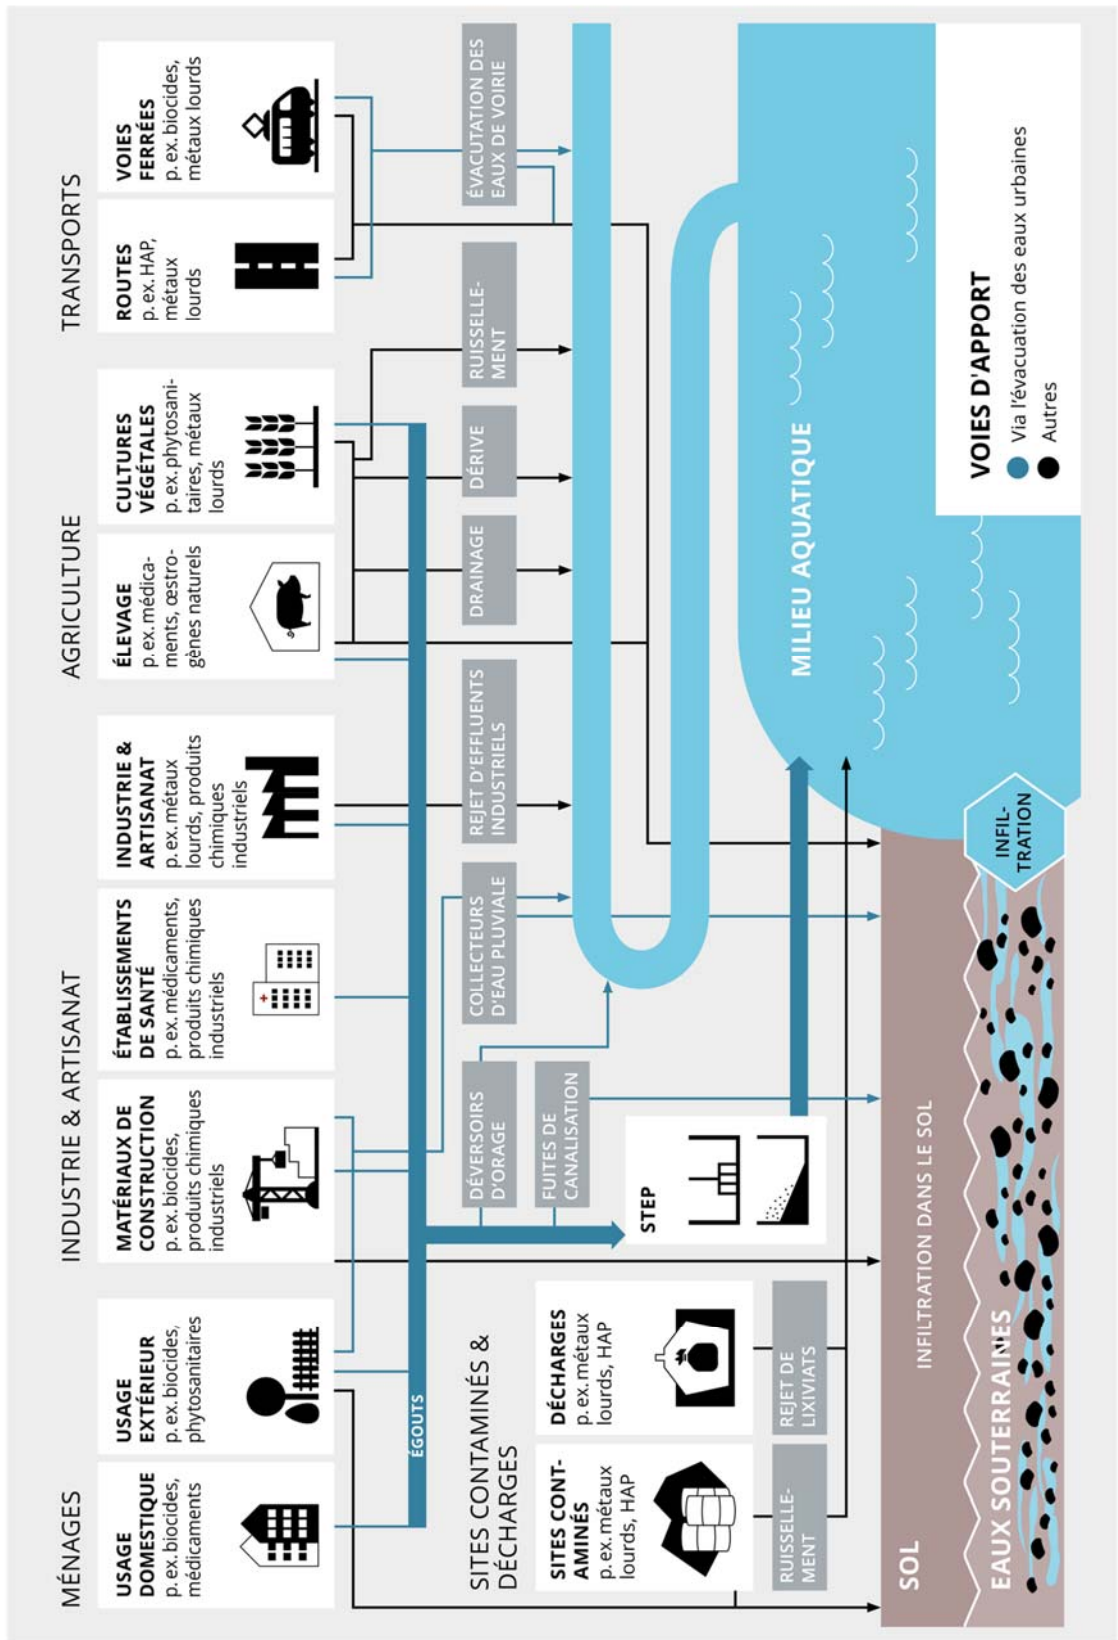 MÉNAGES
INDUSTRIE & ARTISANAT
AGRICULTURE
TRANSPORTS
USAGE
DOMESTIQUE
p. ex. biocides,
médicaments
USAGE
EXTÉRIEUR
p. ex. biocides,
phytosanitaires
MATÉRIAUX DE
CONSTRUCTION
p. ex. biocides,
produits chimiques
industriels
ÉTABLISSEMENTS
DE SANTÉ
p. ex. médicaments,
produits chimiques
industriels
INDUSTRIE &
ARTISANAT
p. ex. métaux
lourds, produits
chimiques
industriels
ÉLEVAGE
p. ex. médica-
ments, œstro-
gènes naturels
CULTURES
VÉGÉTALES
p. ex. phytosani-
taires, métaux
lourds
ROUTES
p. ex. HAP,
métaux
lourds
VOIES
FERRÉES
p. ex. biocides,
métaux lourds
ÉGOUTS
SITES CONTAMINÉS &
DÉCHARGES
SITES CONT-
AMINÉS
p. ex. métaux
lourds, HAP
DÉCHARGES
p. ex. métaux
lourds, HAP
RUISSELLE-
MENT
REJET DE
LIXIVIATS
DÉVERSOIRS
D'ORAGE
FUITES DE
CANALISATION
STEP
COLLECTEURS
D'EAU PLUVIALE
REJET D'EFFLUENTS
INDUSTRIELS
DRAINAGE
DÉRIVE
RUISSELLE-
MENT
ÉVACUTATION DES
EAUX DE VOIRIE
MILIEU AQUATIQUE
SOL
INFILTRATION DANS LE SOL
EAUX SOUTERRAINES
INFIL-
TRATION
VOIES D'APPORT
Via l'évacuation des eaux urbaines
Autres